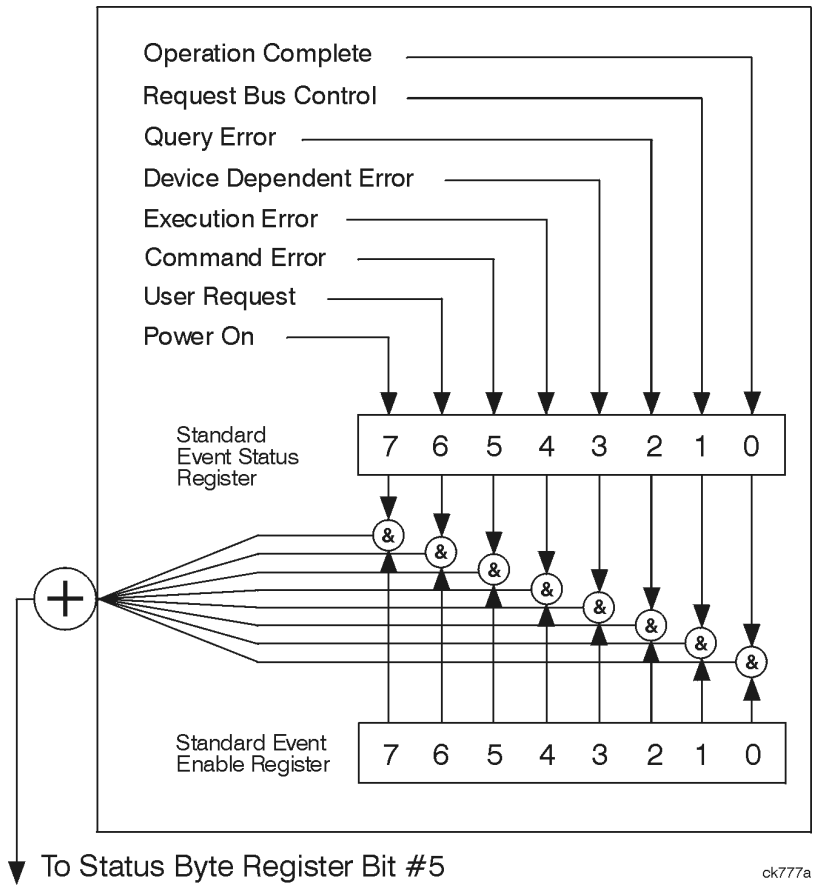 Operation Complete
Request Bus Control
Query Error
Device Dependent Error
Execution Error
Command Error
User Request
Power On
Standard
Event Status
Register
7 6 5 4 3 2 1 0
&
&
&
&
&
&
&
&
+
Standard Event
Enable Register
7 6 5 4 3 2 1 0
To Status Byte Register Bit #5
ck777a